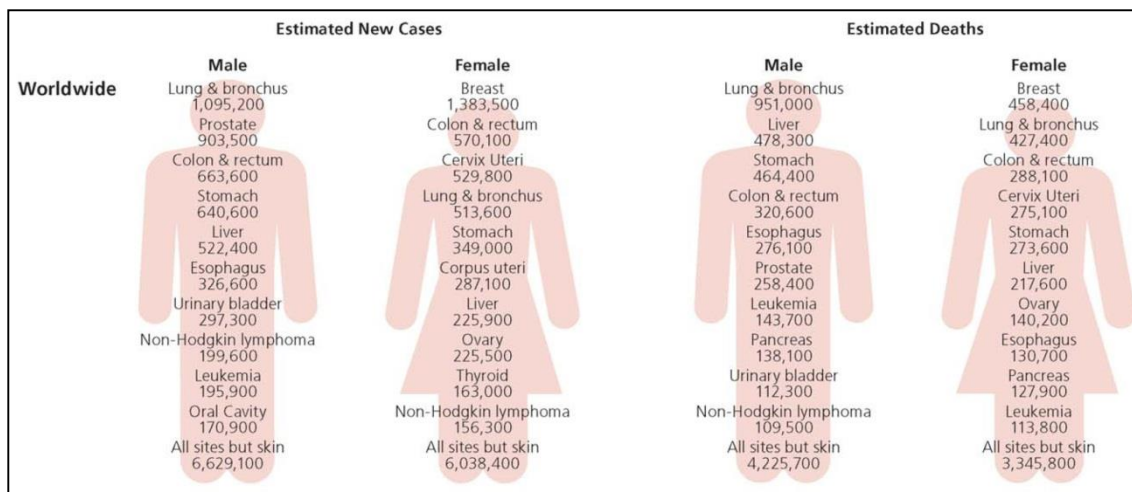 Estimated New Cases
Male
Female
Worldwide
Lung & bronchus
1,095,200
Prostate
903,500
Colon & rectum
663,600
Stomach
640,600
Liver
522,400
Esophagus
326,600
Urinary bladder
297,300
Non-Hodgkin lymphoma
199,600
Leukemia
195,900
Oral Cavity
170,900
All sites but skin
6,629,100
Breast
1,383,500
Colon & rectum
570,100
Cervix Uteri
529,800
Lung & bronchus
513,600
Stomach
349,000
Corpus uteri
287,100
Liver
225,900
Ovary
225,500
Thyroid
163,000
Non-Hodgkin lymphoma
156,300
All sites but skin
6,038,400
Estimated Deaths
Male
Female
Lung & bronchus
951,000
Liver
478,300
Stomach
464,400
Colon & rectum
320,600
Esophagus
276,100
Prostate
258,400
Leukemia
143,700
Pancreas
138,100
Urinary bladder
112,300
Non-Hodgkin lymphoma
109,500
All sites but skin
4,225,700
Breast
458,400
Lung & bronchus
427,400
Colon & rectum
288,100
Cervix Uteri
275,100
Stomach
273,600
Liver
217,600
Ovary
140,200
Esophagus
130,700
Pancreas
127,900
Leukemia
113,800
All sites but skin
3,345,800